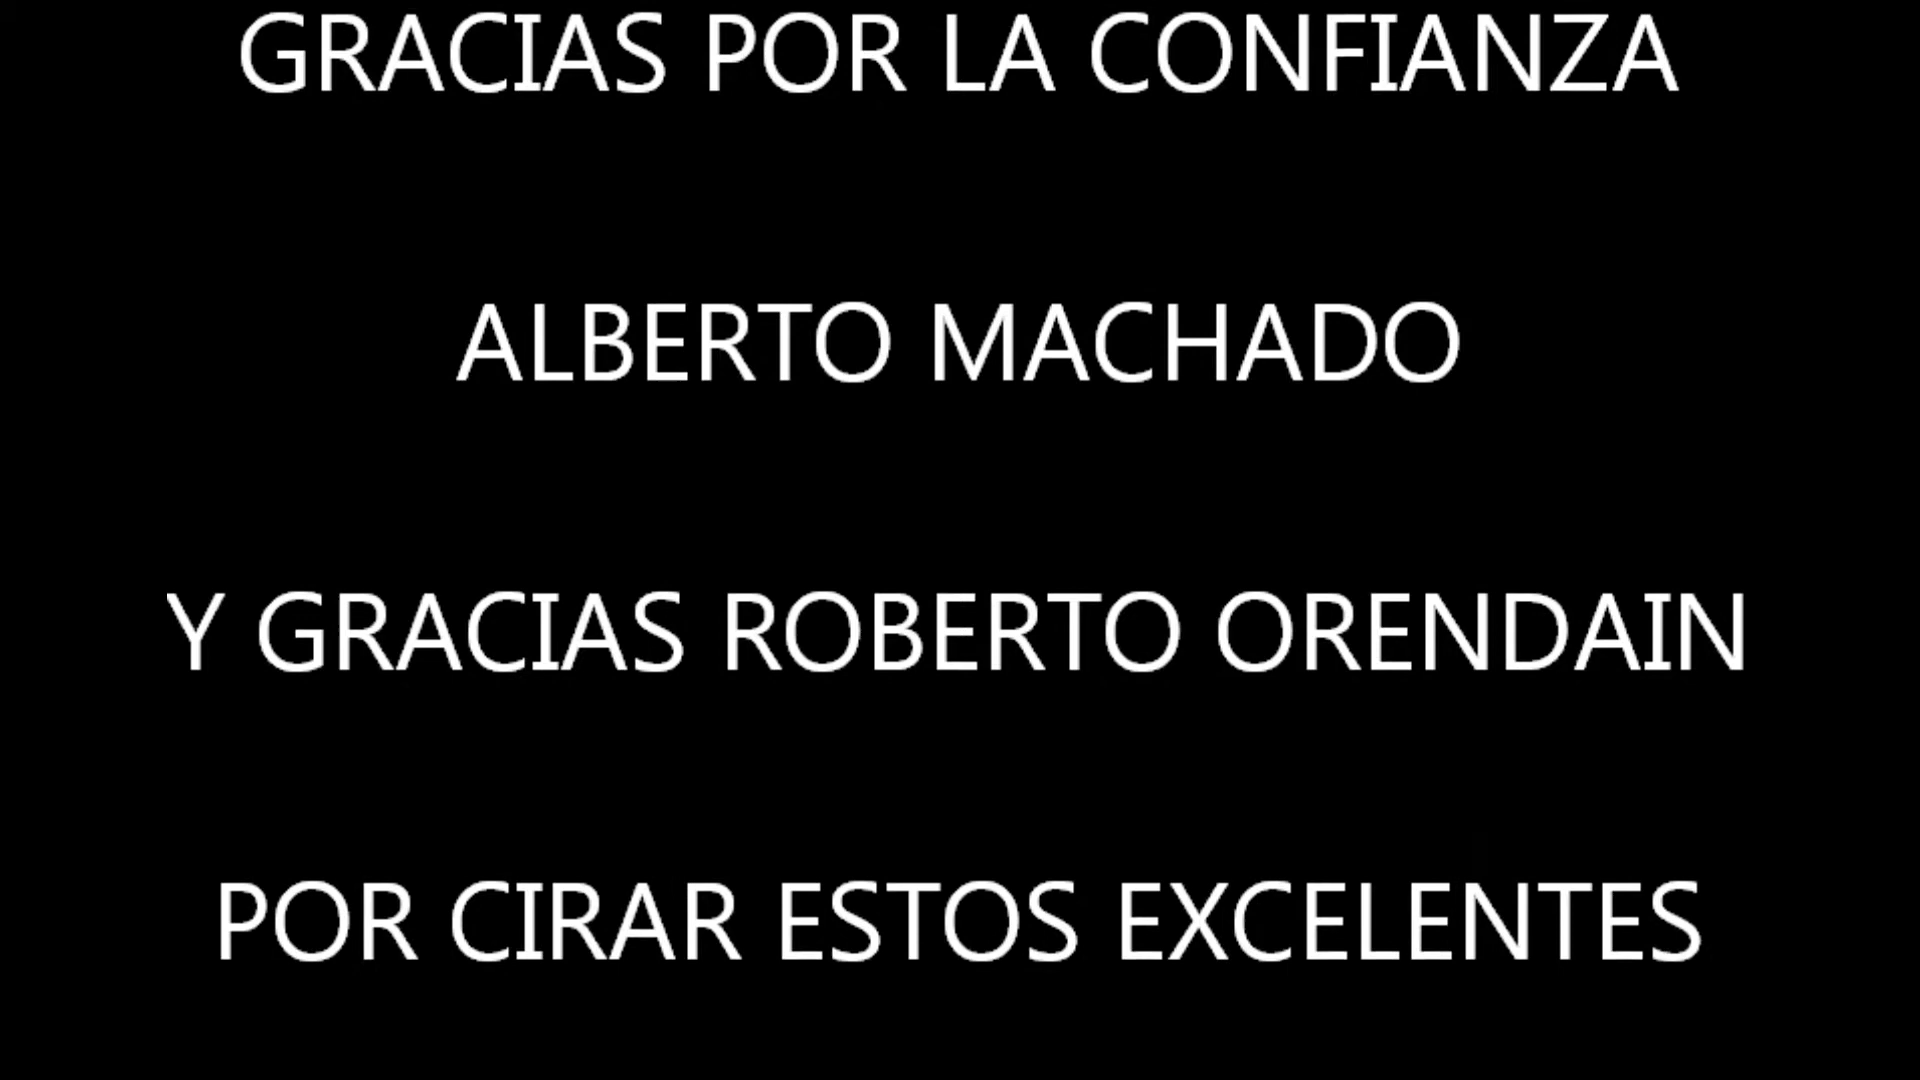 GRACIAS POR LA CONFIANZA
ALBERTO MACHADO
Y GRACIAS ROBERTO ORENDAIN
POR CIRAR ESTOS EXCELENTES